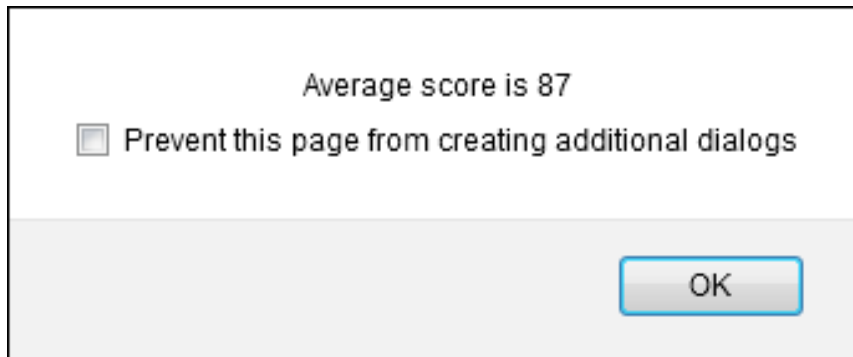 Average score is 87
Prevent this page from creating additional dialogs
OK